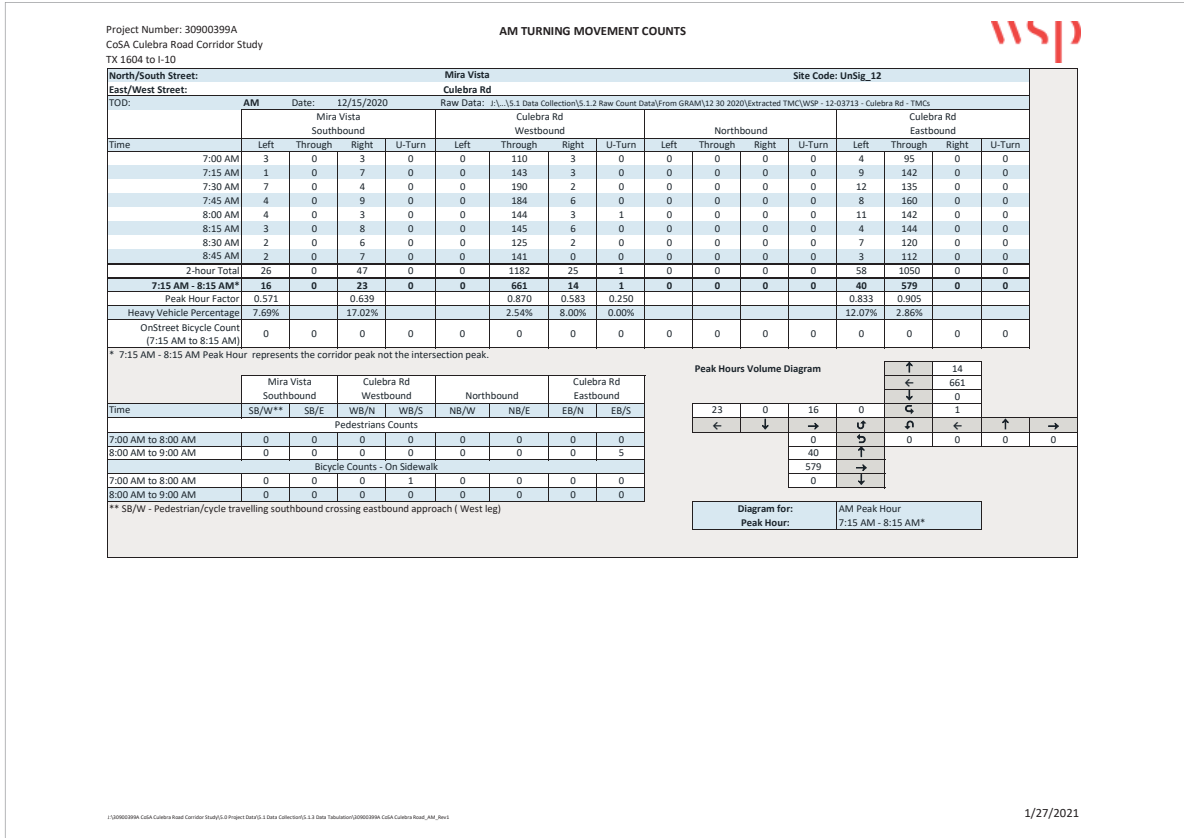 Project Number: 30900399A
AM TURNING MOVEMENT COUNTS
wsp
CoSA Culebra Road Corridor Study
TX 1604 to I-10
North/South Street: Mira Vista Site Code: UnSig_12
East/West Street: Culebra Rd
TOD: AM Date: 12/15/2020 Raw Data: J:\...\5.1 Data Collection\5.1.2 Raw Count Data\From GRAM\12 30 2020\Extracted TMC\WSP - 12-03713 - Culebra Rd - TMCs
Mira Vista Culebra Rd Culebra Rd
Southbound Westbound Northbound Eastbound
Time Left Through Right U-Turn Left Through Right U-Turn Left Through Right U-Turn Left Through Right U-Turn
7:00 AM 3 0 3 0 0 110 3 0 0 0 0 0 4 95 0 0
7:15 AM 1 0 7 0 0 143 3 0 0 0 0 0 9 142 0 0
7:30 AM 7 0 4 0 0 190 2 0 0 0 0 0 12 135 0 0
7:45 AM 4 0 9 0 0 184 6 0 0 0 0 0 8 160 0 0
8:00 AM 4 0 3 0 0 144 3 1 0 0 0 0 11 142 0 0
8:15 AM 3 0 8 0 0 145 6 0 0 0 0 0 4 144 0 0
8:30 AM 2 0 6 0 0 125 2 0 0 0 0 0 7 120 0 0
8:45 AM 2 0 7 0 0 141 0 0 0 0 0 0 3 112 0 0
2-hour Total 26 0 47 0 0 1182 25 1 0 0 0 0 58 1050 0 0
7:15 AM - 8:15 AM* 16 0 23 0 0 661 14 1 0 0 0 0 40 579 0 0
Peak Hour Factor 0.571 0.639 0.870 0.583 0.250 0.833 0.905
Heavy Vehicle Percentage 7.69% 17.02% 2.54% 8.00% 0.00% 12.07% 2.86%
OnStreet Bicycle Count
(7:15 AM to 8:15 AM) 0 0 0 0 0 0 0 0 0 0 0 0 0 0 0 0
* 7:15 AM - 8:15 AM Peak Hour represents the corridor peak not the intersection peak.
Mira Vista Culebra Rd Culebra Rd
Southbound Westbound Northbound Eastbound
Time SB/W** SB/E WB/N WB/S NB/W NB/E EB/N EB/S
Pedestrians Counts
7:00 AM to 8:00 AM 0 0 0 0 0 0 0 0
8:00 AM to 9:00 AM 0 0 0 0 0 0 0 5
Bicycle Counts - On Sidewalk
7:00 AM to 8:00 AM 0 0 0 1 0 0 0 0
8:00 AM to 9:00 AM 0 0 0 0 0 0 0 0
** SB/W - Pedestrian/cycle travelling southbound crossing eastbound approach ( West leg)
Peak Hours Volume Diagram
↑ 14
← 661
↓ 0
23 0 16 0 ⮎ 1
← ↓ → ⮍ ⮏ ← ↑ →
0 ⮌ 0 0 0 0
40 ↑
579 →
0 ↓
Diagram for: AM Peak Hour
Peak Hour: 7:15 AM - 8:15 AM*
J:\30900399A CoSA Culebra Road Corridor Study\5.0 Project Data\5.1 Data Collection\5.1.3 Data Tabulation\30900399A CoSA Culebra Road_AM_Rev1
1/27/2021